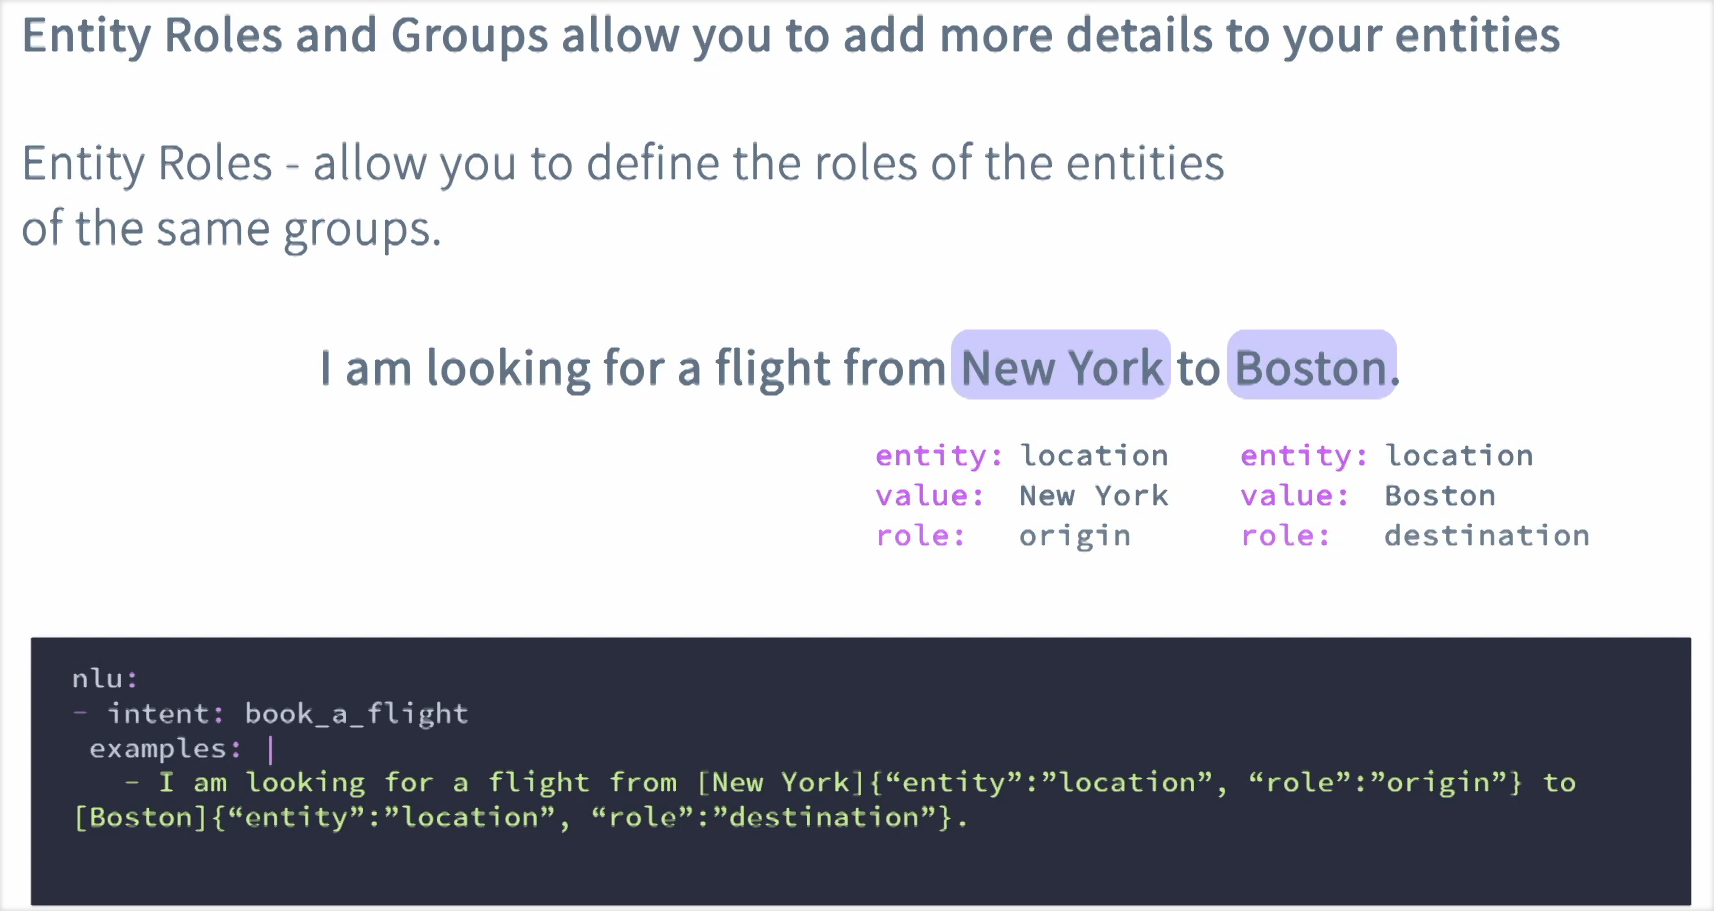 Entity Roles and Groups allow you to add more details to your entities
Entity Roles - allow you to define the roles of the entities
of the same groups.
I am looking for a flight from New York to Boston.
entity: location entity: location
value: New York value: Boston
role: origin role: destination
nlu:
- intent: book_a_flight
examples: |
- I am looking for a flight from [New York]{“entity”:”location”, “role”:”origin”} to
[Boston]{“entity”:”location”, “role”:”destination”}.